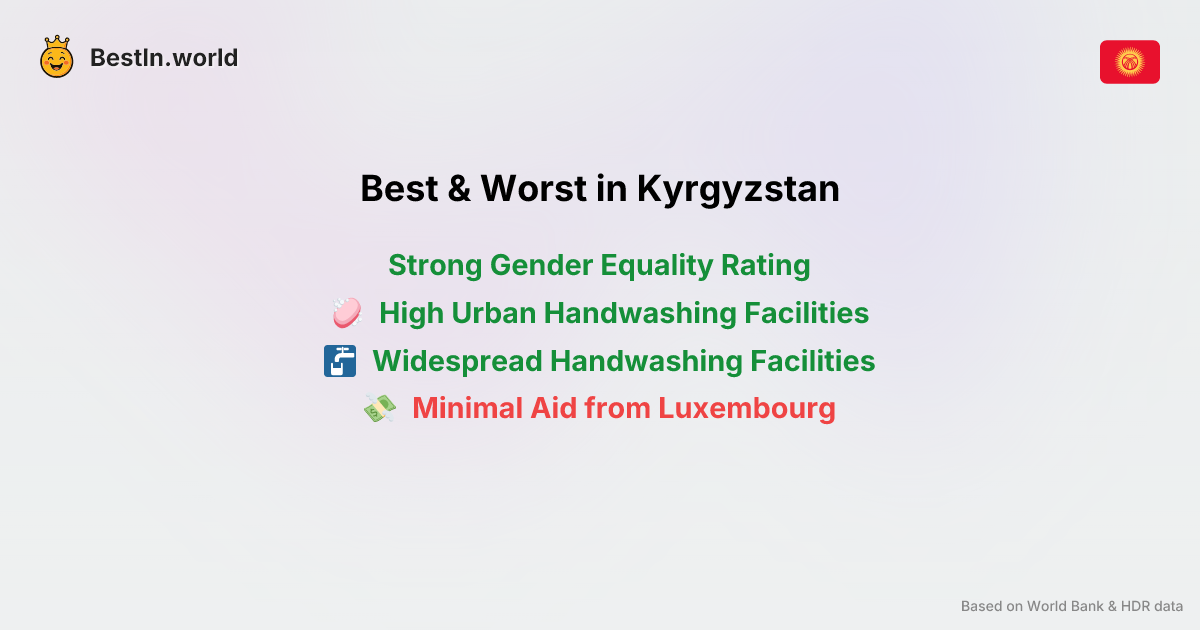 BestIn.world
Best & Worst in Kyrgyzstan
Strong Gender Equality Rating
High Urban Handwashing Facilities
Widespread Handwashing Facilities
Minimal Aid from Luxembourg
Based on World Bank & HDR data